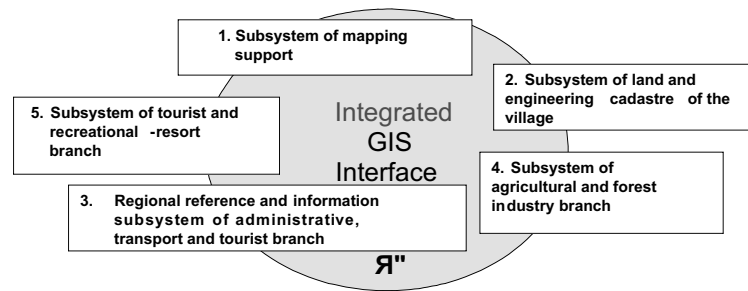 1. Subsystem of mapping
support
2. Subsystem of land and
engineering cadastre of the
village
5. Subsystem of tourist and
recreational -resort
branch
Integrated
GIS
Interface
4. Subsystem of
agricultural and forest
industry branch
3. Regional reference and information
subsystem of administrative,
transport and tourist branch
Я"